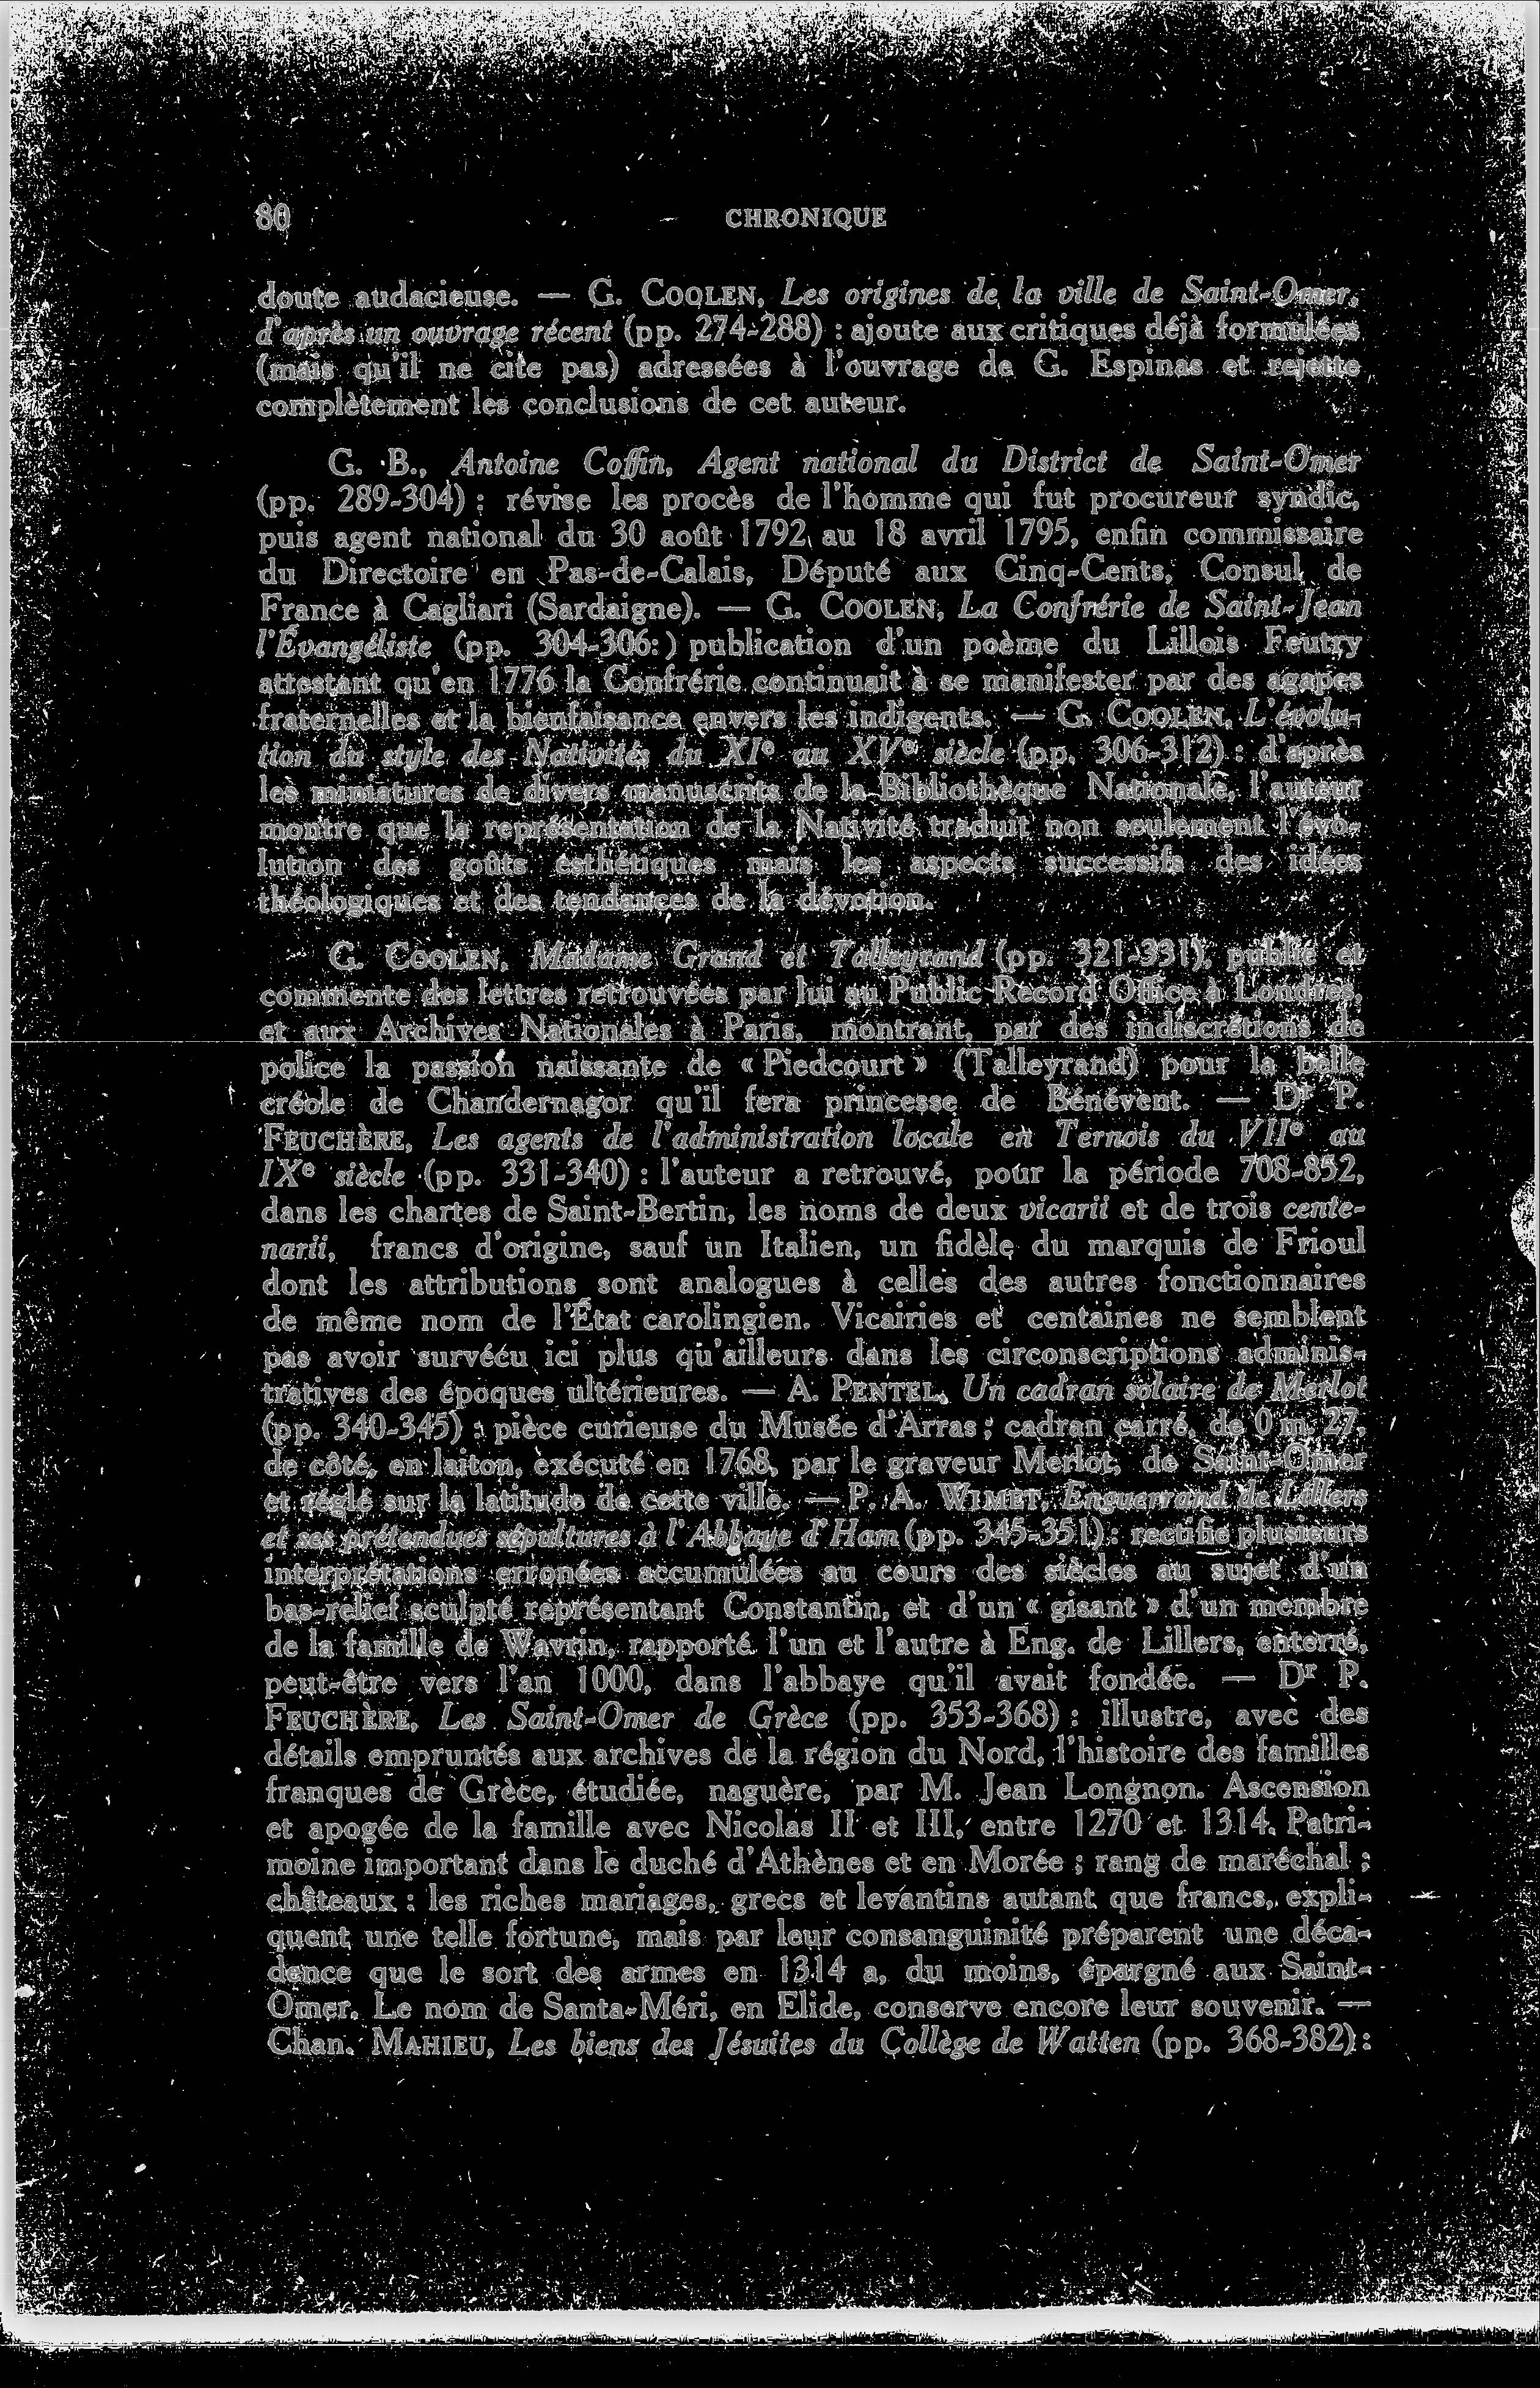 80 CHRONIQUE
doute audacieuse. — G. COOLEN, Les origines de la ville de Saint-Omer,
d'après un ouvrage récent (pp. 274-288) : ajoute aux critiques déjà formulées
(mais qu'il ne cite pas) adressées à l'ouvrage de G. Espinas et rejette
complètement les conclusions de cet auteur.
G. B., Antoine Coffin, Agent national du District de Saint-Omer
(pp. 289-304) : révise les procès de l'homme qui fut procureur syndic,
puis agent national du 30 août 1792 au 18 avril 1795, enfin commissaire
du Directoire en Pas-de-Calais, Député aux Cinq-Cents, Consul de
France à Cagliari (Sardaigne). — G. COOLEN, La Confrérie de Saint-Jean
l'Évangéliste (pp. 304-306:) publication d'un poème du Lillois Feutry
attestant qu'en 1776 la Confrérie continuait à se manifester par des agapes
fraternelles et la bienfaisance envers les indigents. — G. COOLEN, L'évolu-
tion du style des Nativités du XIe au XVe siècle (pp. 306-312) : d'après
les miniatures de divers manuscrits de la Bibliothèque Nationale, l'auteur
montre que la représentation de la Nativité traduit non seulement l'évo-
lution des goûts esthétiques mais les aspects successifs des idées
théologiques et des tendances de la dévotion.
G. COOLEN, Madame Grand et Talleyrand (pp. 321-331), publié et
commente des lettres retrouvées par lui au Public Record Office à Londres,
et aux Archives Nationales à Paris, montrant, par des indiscrétions de
police la passion naissante de « Piedcourt » (Talleyrand) pour la belle
créole de Chandernagor qu'il fera princesse de Bénévent. — Dr P.
FEUCHÈRE, Les agents de l'administration locale en Ternois du VIIe au
IXe siècle (pp. 331-340) : l'auteur a retrouvé, pour la période 708-852,
dans les chartes de Saint-Bertin, les noms de deux vicarii et de trois cente-
narii, francs d'origine, sauf un Italien, un fidèle du marquis de Frioul
dont les attributions sont analogues à celles des autres fonctionnaires
de même nom de l'État carolingien. Vicairies et centaines ne semblent
pas avoir survécu ici plus qu'ailleurs dans les circonscriptions adminis-
tratives des époques ultérieures. — A. PENTEL, Un cadran solaire de Merlot
(pp. 340-345) : pièce curieuse du Musée d'Arras ; cadran carré, de 0 m. 27,
de côté, en laiton, exécuté en 1768, par le graveur Merlot, de Saint-Omer
et réglé sur la latitude de cette ville. — P. A. WIMET, Enguerrand de Lillers
et ses prétendues sépultures à l'Abbaye d'Ham (pp. 345-351) : rectifie plusieurs
interprétations erronées accumulées au cours des siècles au sujet d'un
bas-relief sculpté représentant Constantin, et d'un « gisant » d'un membre
de la famille de Wavrin, rapporté l'un et l'autre à Eng. de Lillers, enterré,
peut-être vers l'an 1000, dans l'abbaye qu'il avait fondée. — Dr P.
FEUCHÈRE, Les Saint-Omer de Grèce (pp. 353-368) : illustre, avec des
détails empruntés aux archives de la région du Nord, l'histoire des familles
franques de Grèce, étudiée, naguère, par M. Jean Longnon. Ascension
et apogée de la famille avec Nicolas II et III, entre 1270 et 1314. Patri-
moine important dans le duché d'Athènes et en Morée ; rang de maréchal ;
châteaux : les riches mariages, grecs et levantins autant que francs, expli-
quent une telle fortune, mais par leur consanguinité préparent une déca-
dence que le sort des armes en 1314 a, du moins, épargné aux Saint-
Omer. Le nom de Santa-Méri, en Elide, conserve encore leur souvenir. —
Chan. MAHIEU, Les biens des Jésuites du Collège de Watten (pp. 368-382) :